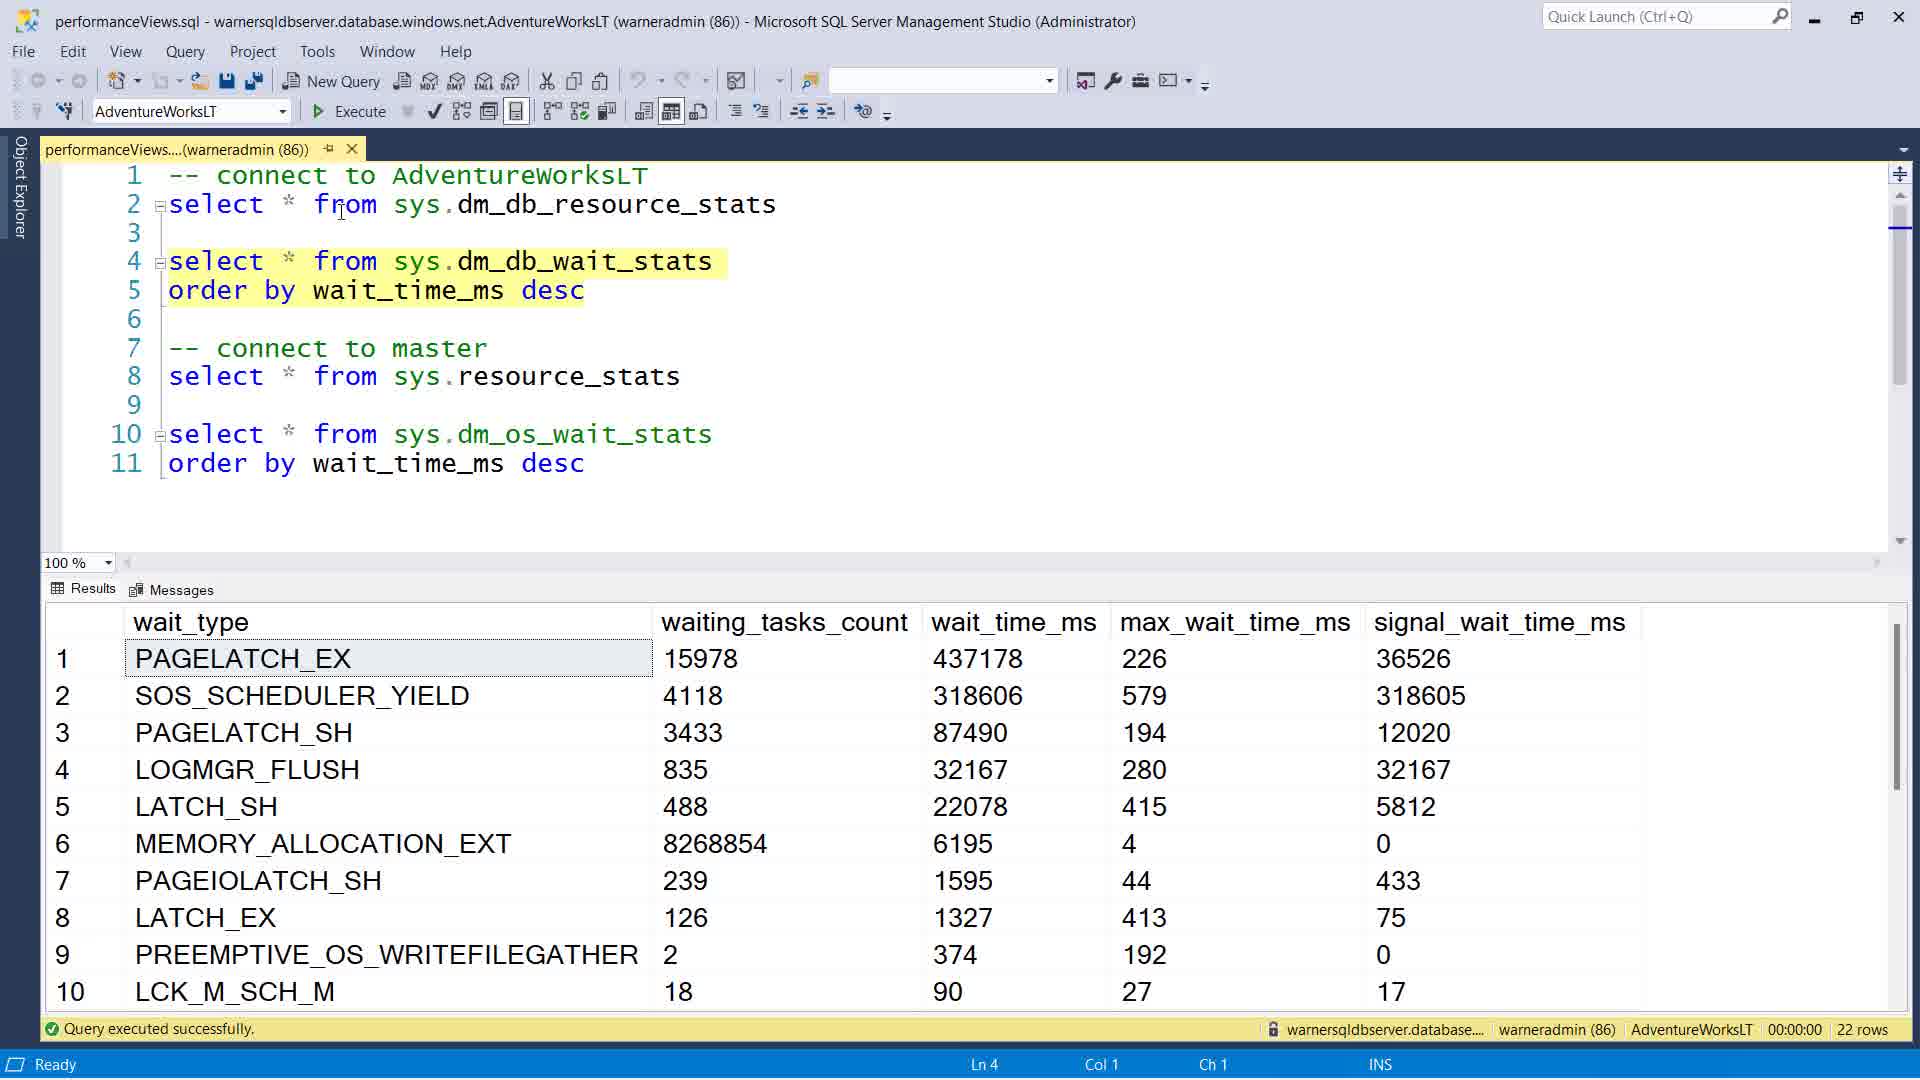 performanceViews.sql - warnersqldbserver.database.windows.net.AdventureWorksLT (warneradmin (86)) - Microsoft SQL Server Management Studio (Administrator)
Quick Launch (Ctrl+Q)
File Edit View Query Project Tools Window Help
New Query MDX DMX XMLA DAX
AdventureWorksLT Execute
Object Explorer
performanceViews....(warneradmin (86))
1 -- connect to AdventureWorksLT
2 select * from sys.dm_db_resource_stats
3
4 select * from sys.dm_db_wait_stats
5 order by wait_time_ms desc
6
7 -- connect to master
8 select * from sys.resource_stats
9
10 select * from sys.dm_os_wait_stats
11 order by wait_time_ms desc
100 %
Results Messages
wait_type waiting_tasks_count wait_time_ms max_wait_time_ms signal_wait_time_ms
1 PAGELATCH_EX 15978 437178 226 36526
2 SOS_SCHEDULER_YIELD 4118 318606 579 318605
3 PAGELATCH_SH 3433 87490 194 12020
4 LOGMGR_FLUSH 835 32167 280 32167
5 LATCH_SH 488 22078 415 5812
6 MEMORY_ALLOCATION_EXT 8268854 6195 4 0
7 PAGEIOLATCH_SH 239 1595 44 433
8 LATCH_EX 126 1327 413 75
9 PREEMPTIVE_OS_WRITEFILEGATHER 2 374 192 0
10 LCK_M_SCH_M 18 90 27 17
Query executed successfully. warnersqldbserver.database.... warneradmin (86) AdventureWorksLT 00:00:00 22 rows
Ready Ln 4 Col 1 Ch 1 INS